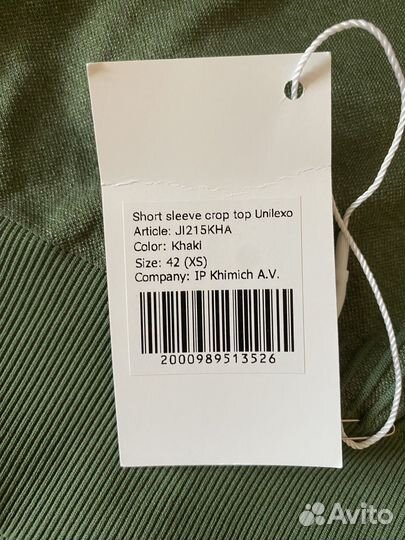 Short sleeve crop top Unilexo
Article: JI215KHA
Color: Khaki
Size: 42 (XS)
Company: IP Khimich A.V.
2000989513526
Avito